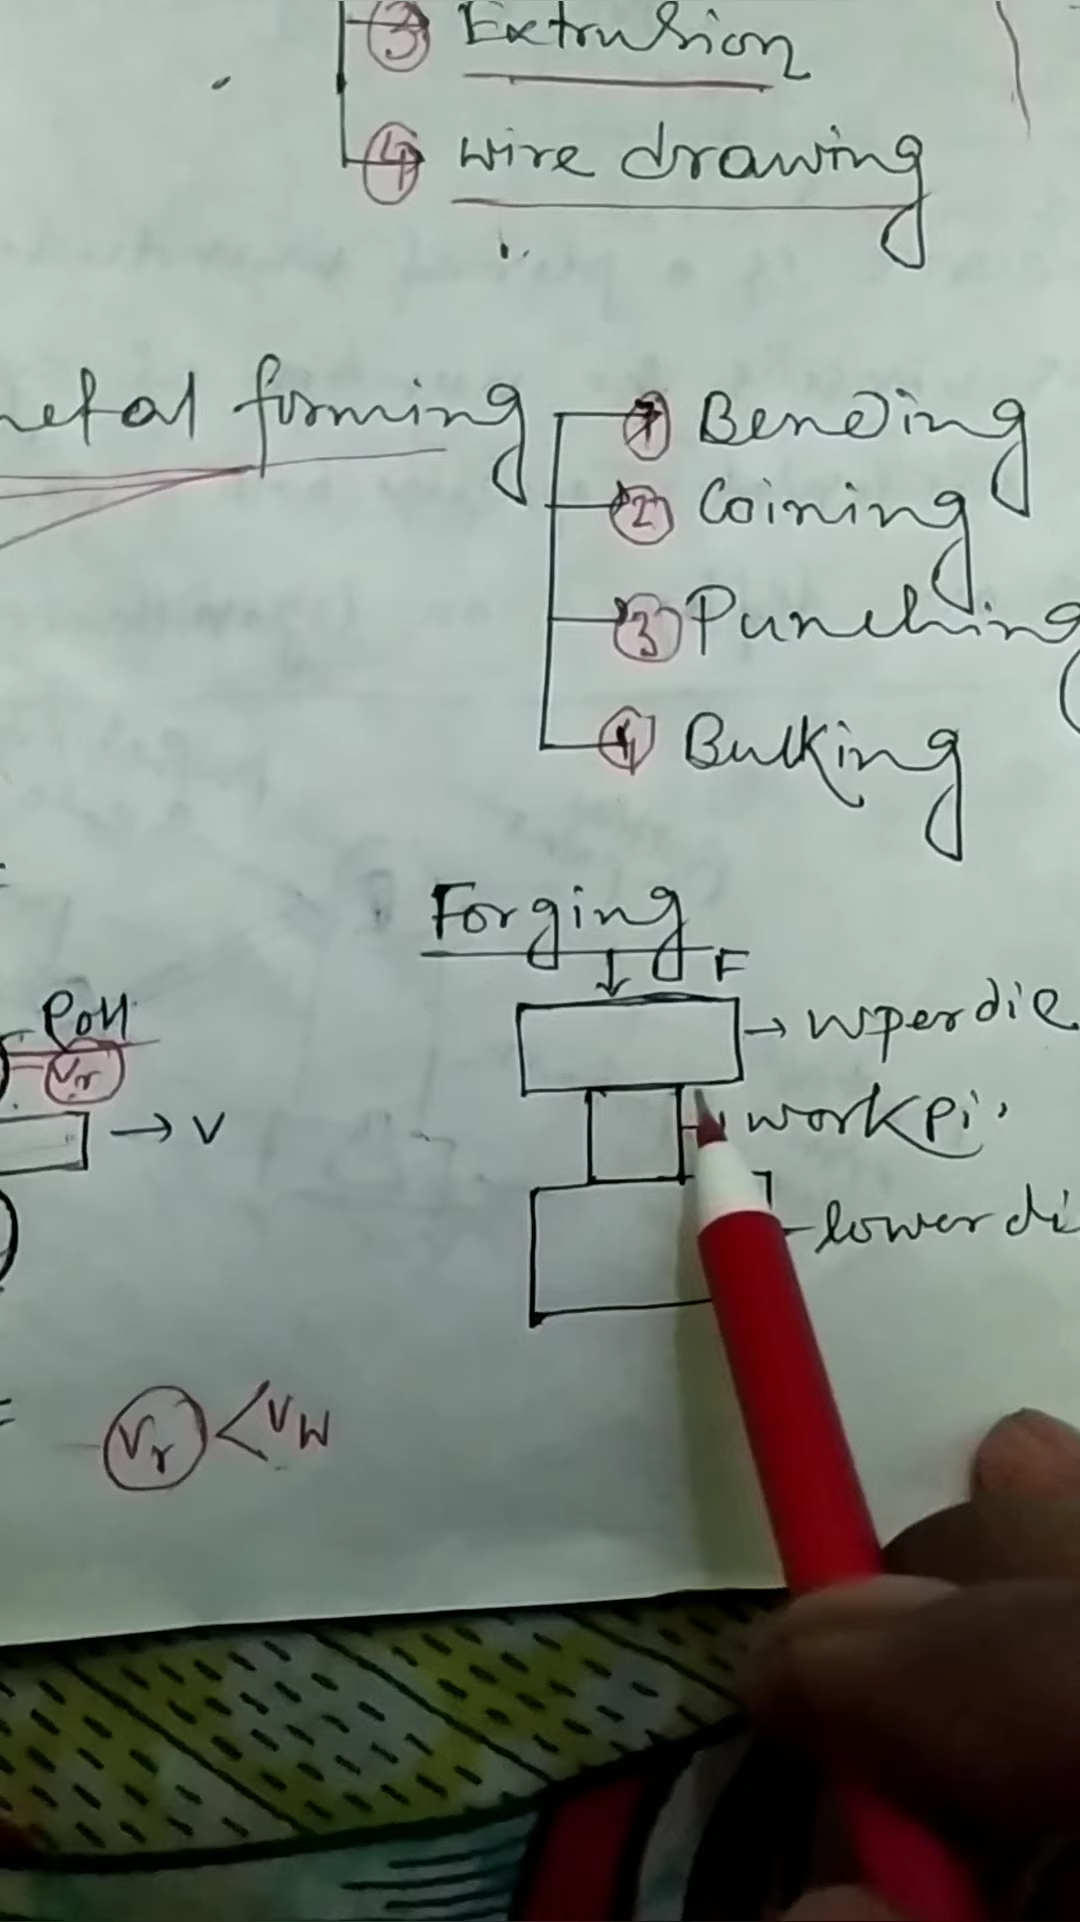 ③ Extrusion
④ wire drawing
metal forming
① Bending
② Coining
③ Punching
④ Bulking
Forging
F
upper die
Roll
Vr
→ V
workpi
lower di
Vr < Vw